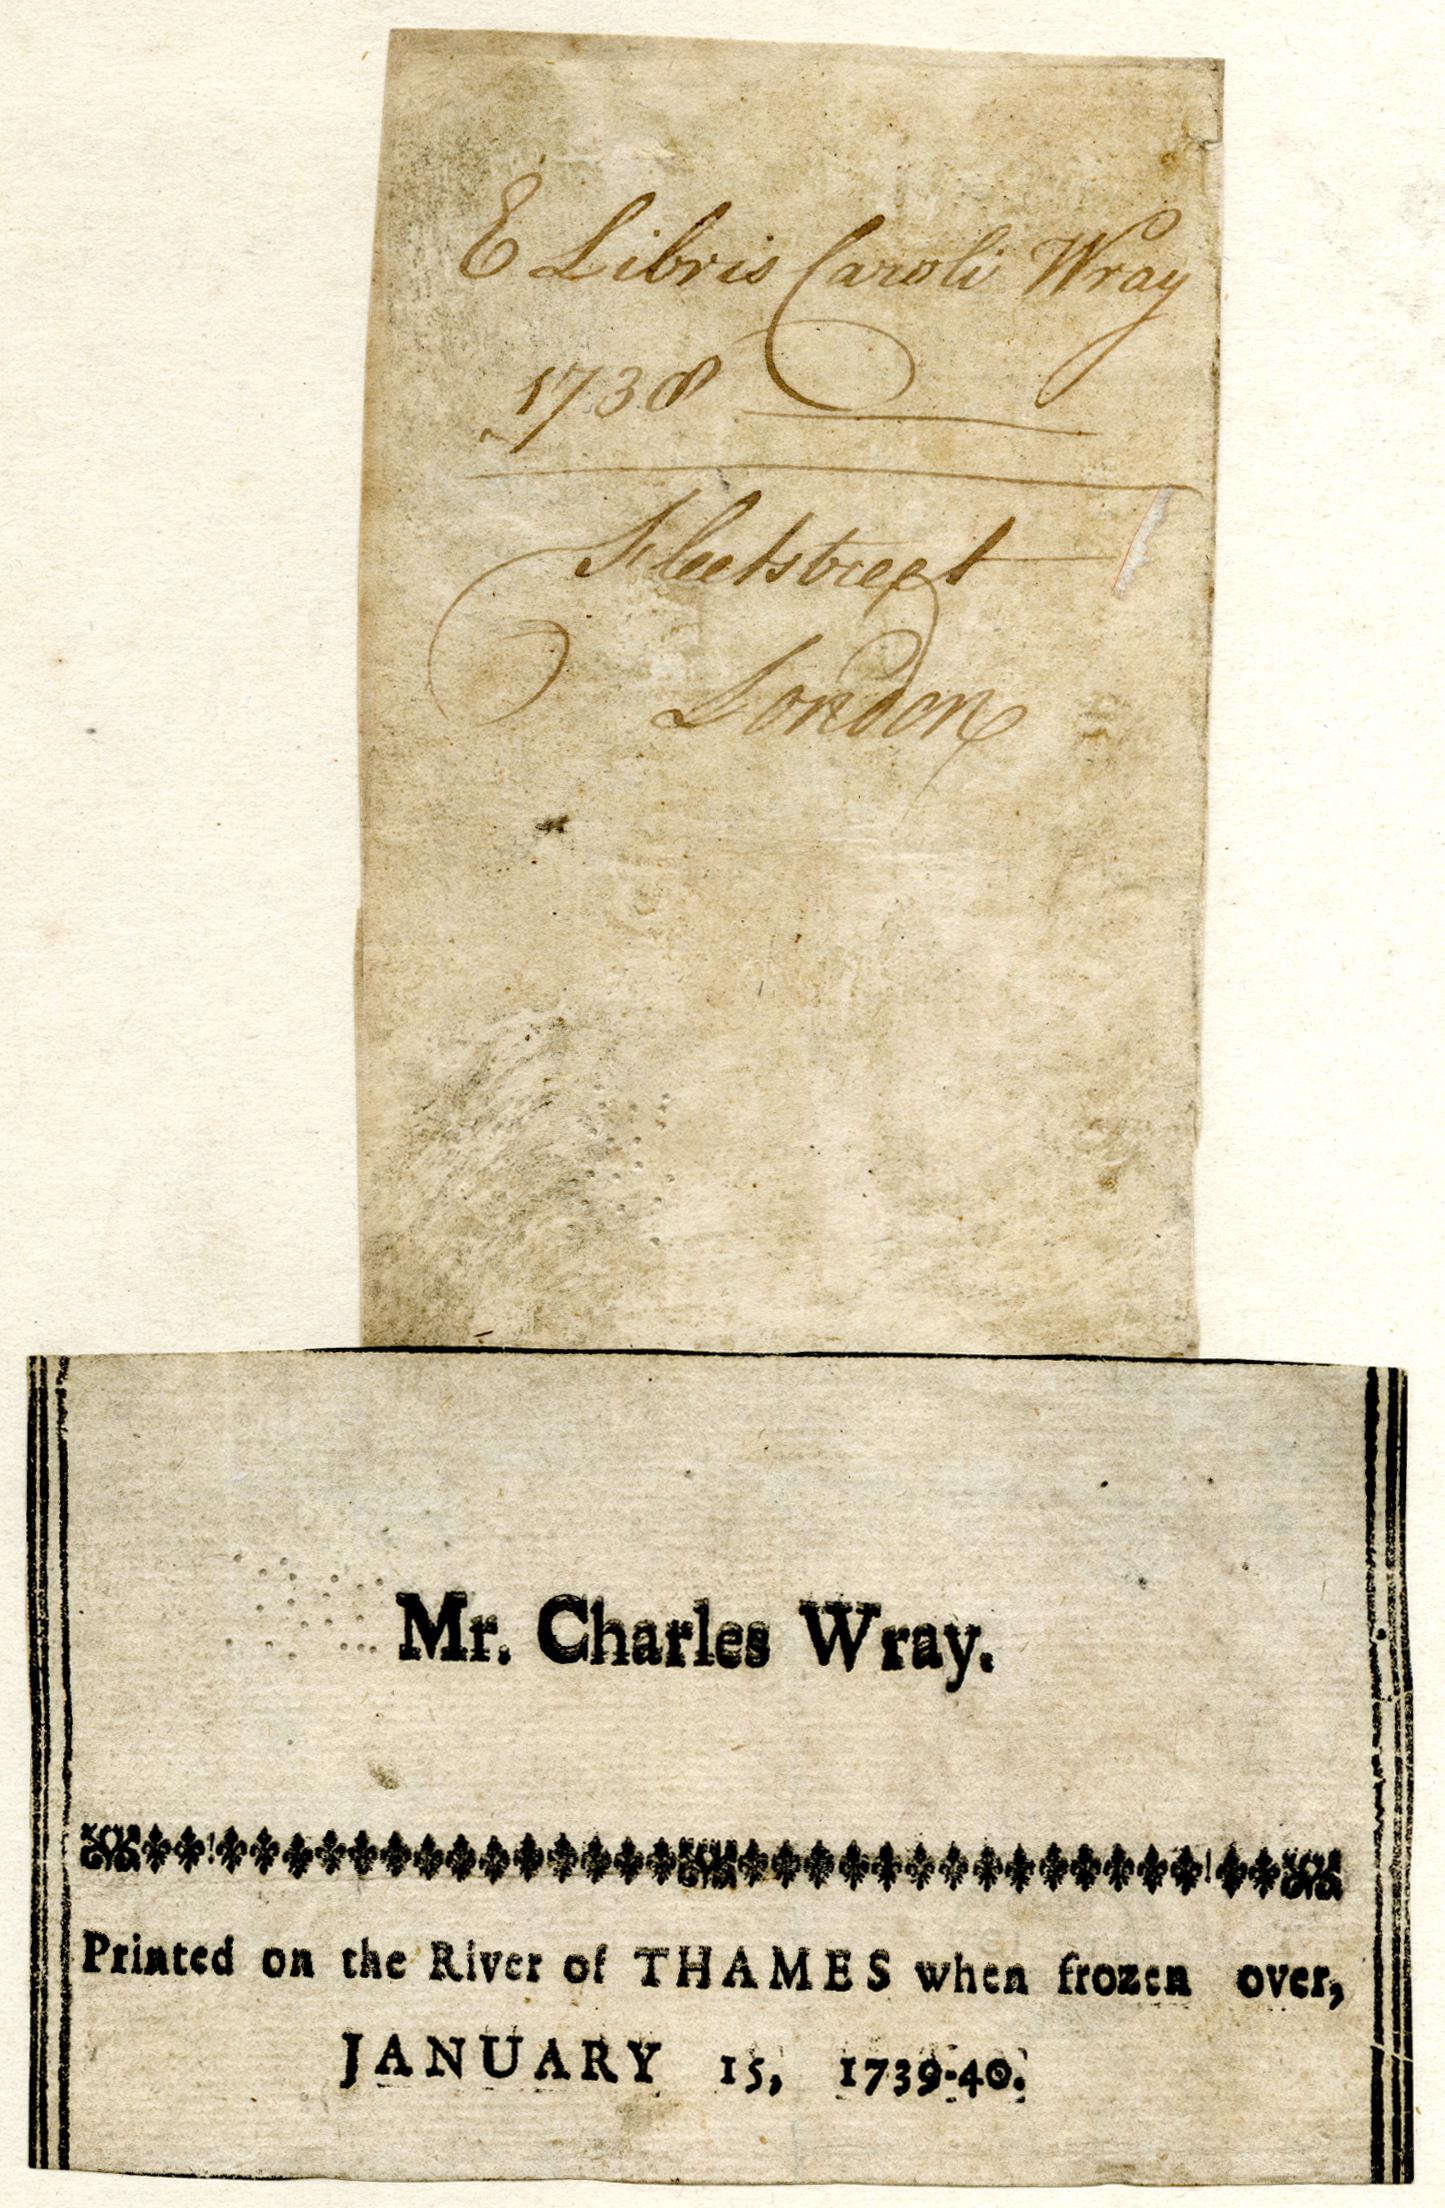 E Libris Caroli Wray
1738
Fleetstreet
London
Mr. Charles Wray.
Printed on the River of THAMES when frozen over,
JANUARY 15, 1739-40.